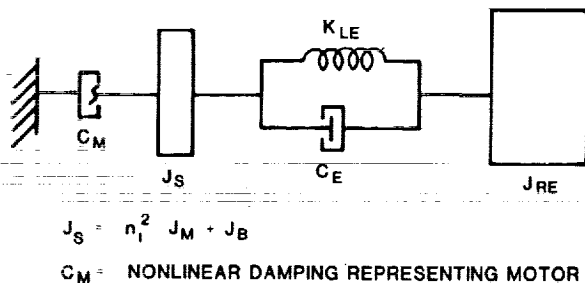 K_LE
C_M
J_S
C_E
J_RE
J_S = n_1^2 J_M + J_B
C_M = NONLINEAR DAMPING REPRESENTING MOTOR